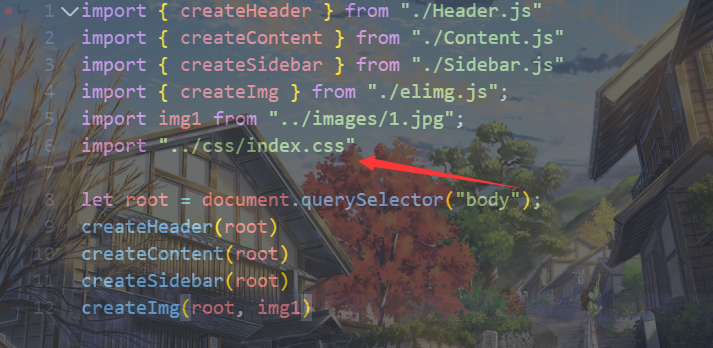 1 import { createHeader } from "./Header.js"
2 import { createContent } from "./Content.js"
3 import { createSidebar } from "./Sidebar.js"
4 import { createImg } from "./elimg.js";
5 import img1 from "../images/1.jpg";
6 import "../css/index.css"
8 let root = document.querySelector("body");
9 createHeader(root)
10 createContent(root)
11 createSidebar(root)
12 createImg(root, img1)